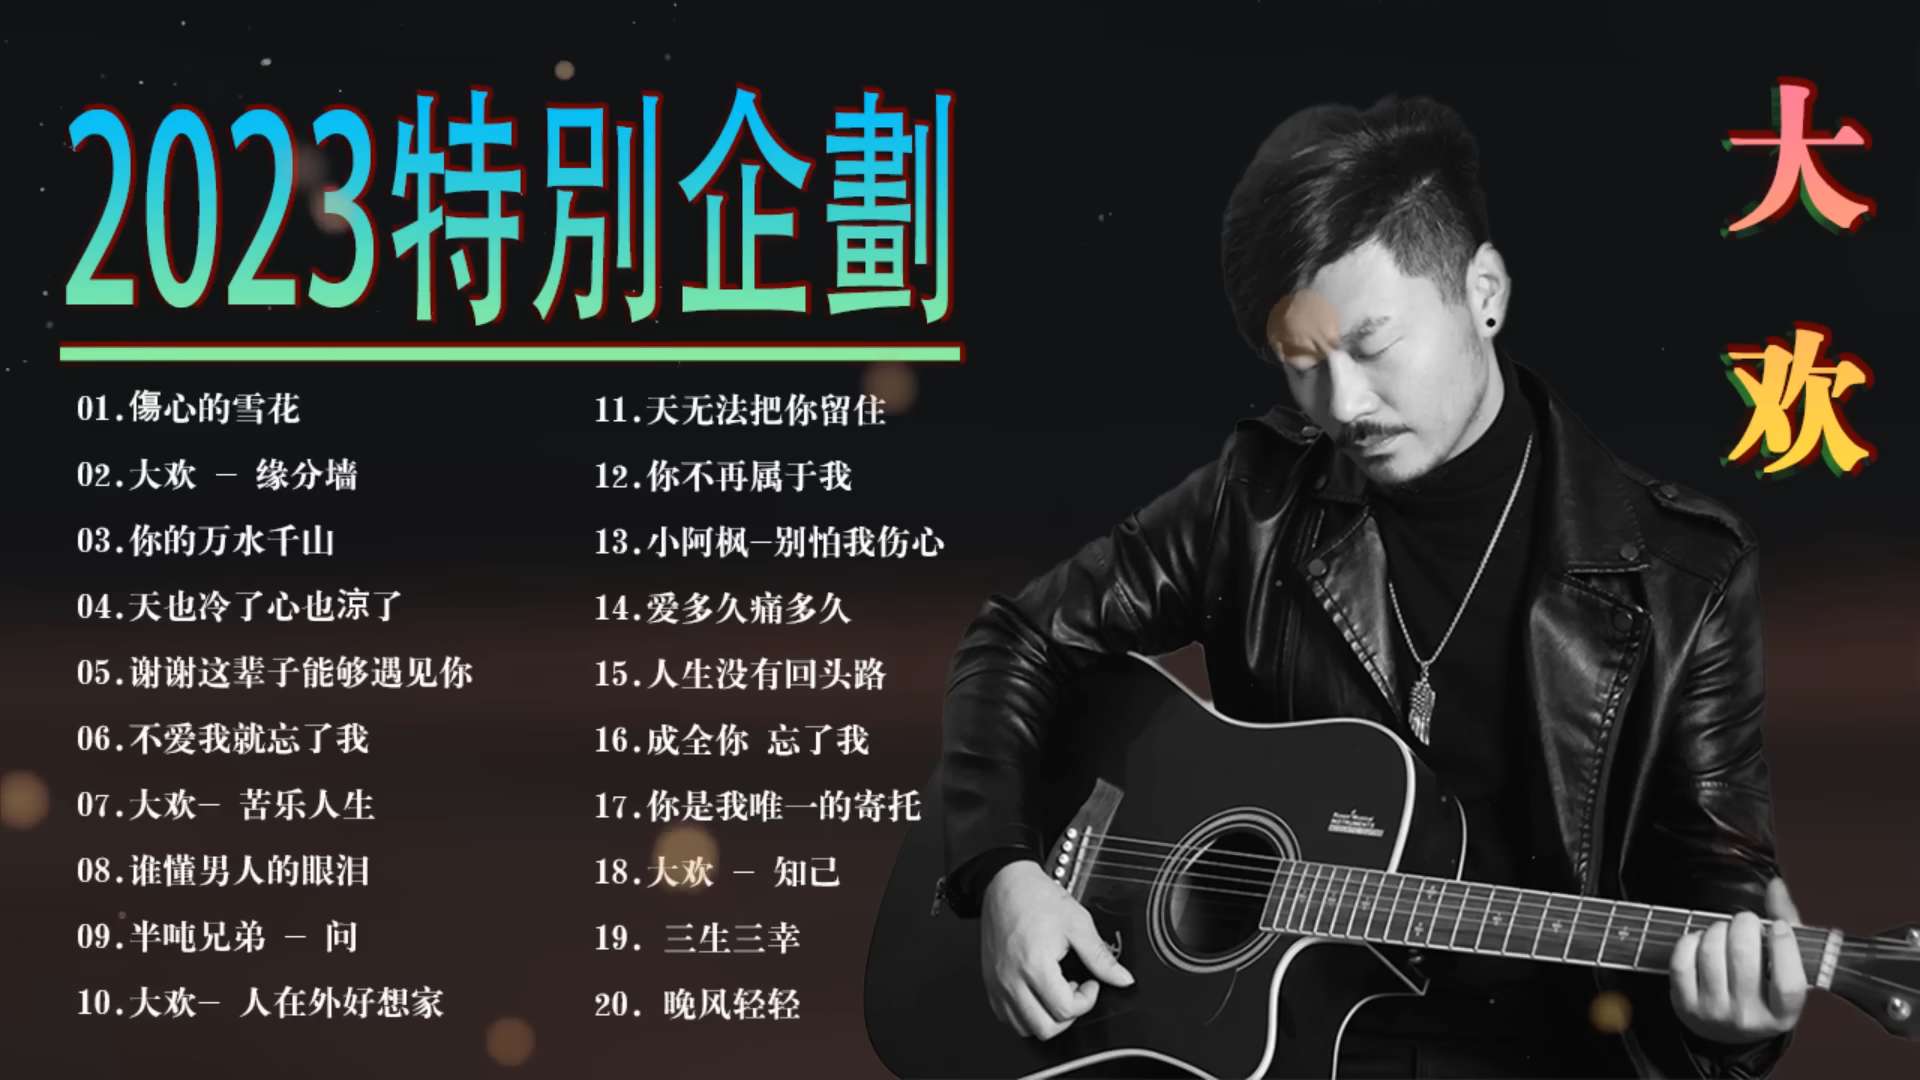 2023特別企劃
大
欢
01.傷心的雪花
02.大欢 - 缘分墙
03.你的万水千山
04.天也冷了心也涼了
05.谢谢这辈子能够遇见你
06.不爱我就忘了我
07.大欢- 苦乐人生
08.谁懂男人的眼泪
09.半吨兄弟 - 问
10.大欢- 人在外好想家
11.天无法把你留住
12.你不再属于我
13.小阿枫-别怕我伤心
14.爱多久痛多久
15.人生没有回头路
16.成全你 忘了我
17.你是我唯一的寄托
18.大欢 - 知己
19. 三生三幸
20. 晚风轻轻